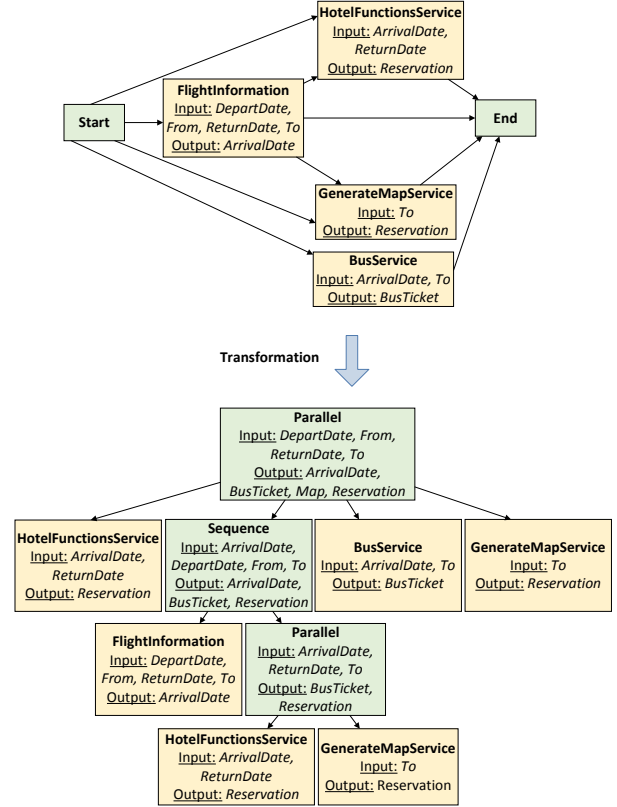 HotelFunctionsService
Input: ArrivalDate,
ReturnDate
Output: Reservation
FlightInformation
Input: DepartDate,
From, ReturnDate, To
Output: ArrivalDate
Start
End
GenerateMapService
Input: To
Output: Reservation
BusService
Input: ArrivalDate, To
Output: BusTicket
Transformation
Parallel
Input: DepartDate, From,
ReturnDate, To
Output: ArrivalDate,
BusTicket, Map, Reservation
HotelFunctionsService
Input: ArrivalDate,
ReturnDate
Output: Reservation
Sequence
Input: ArrivalDate,
DepartDate, From, To
Output: ArrivalDate,
BusTicket, Reservation
BusService
Input: ArrivalDate, To
Output: BusTicket
GenerateMapService
Input: To
Output: Reservation
FlightInformation
Input: DepartDate,
From, ReturnDate, To
Output: ArrivalDate
Parallel
Input: ArrivalDate,
ReturnDate, To
Output: BusTicket,
Reservation
HotelFunctionsService
Input: ArrivalDate,
ReturnDate
Output: Reservation
GenerateMapService
Input: To
Output: Reservation